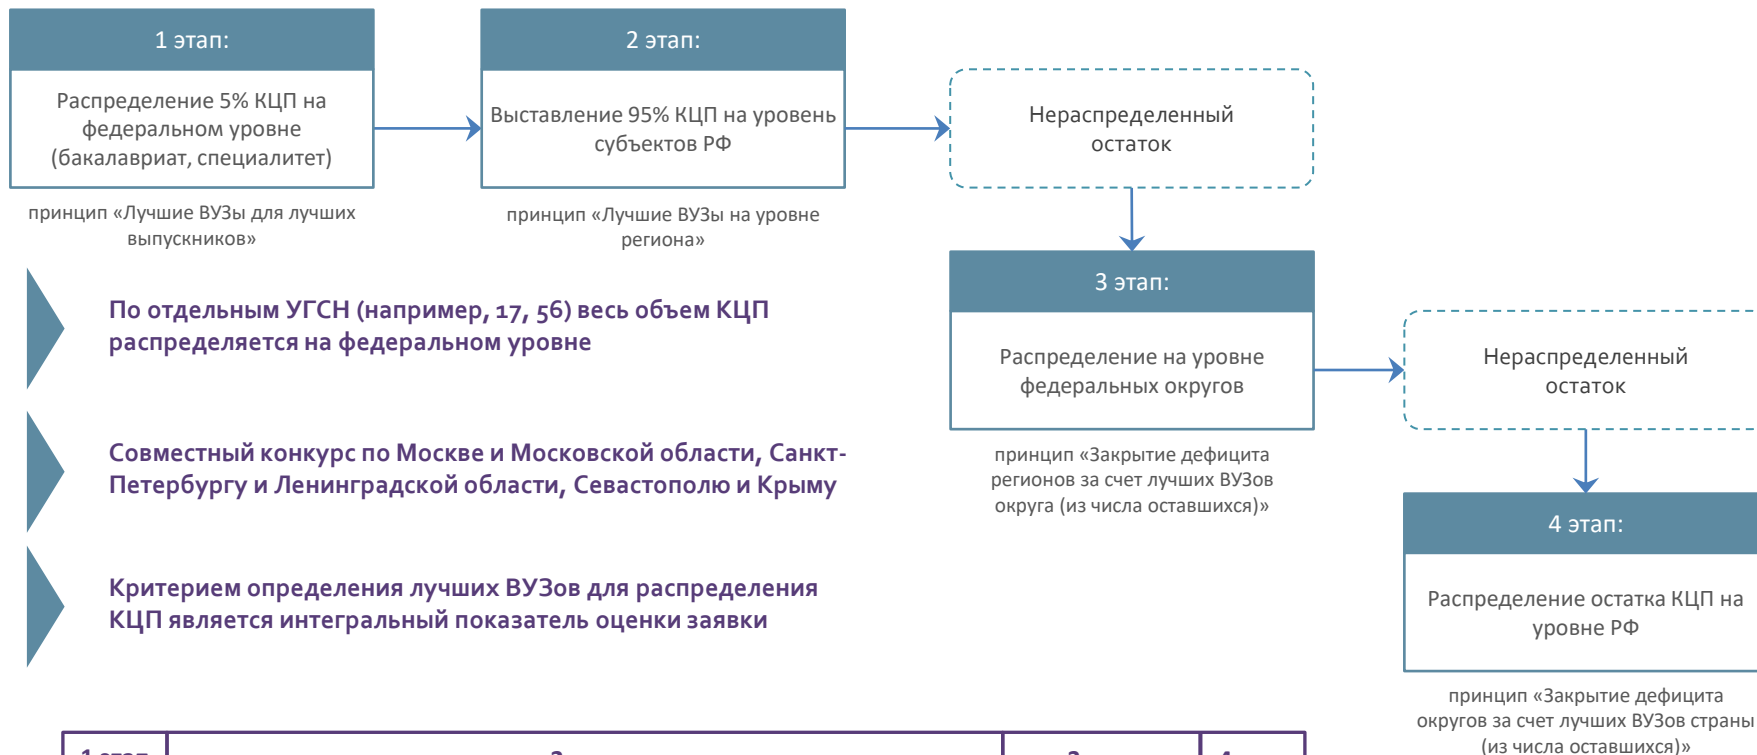 1 этап:
Распределение 5% КЦП на
федеральном уровне
(бакалавриат, специалитет)
принцип «Лучшие ВУЗы для лучших
выпускников»
2 этап:
Выставление 95% КЦП на уровень
субъектов РФ
принцип «Лучшие ВУЗы на уровне
региона»
Нераспределенный
остаток
3 этап:
Распределение на уровне
федеральных округов
принцип «Закрытие дефицита
регионов за счет лучших ВУЗов
округа (из числа оставшихся)»
Нераспределенный
остаток
4 этап:
Распределение остатка КЦП на
уровне РФ
принцип «Закрытие дефицита
округов за счет лучших ВУЗов страны
(из числа оставшихся)»
По отдельным УГСН (например, 17, 56) весь объем КЦП
распределяется на федеральном уровне
Совместный конкурс по Москве и Московской области, Санкт-
Петербургу и Ленинградской области, Севастополю и Крыму
Критерием определения лучших ВУЗов для распределения
КЦП является интегральный показатель оценки заявки
1 этап